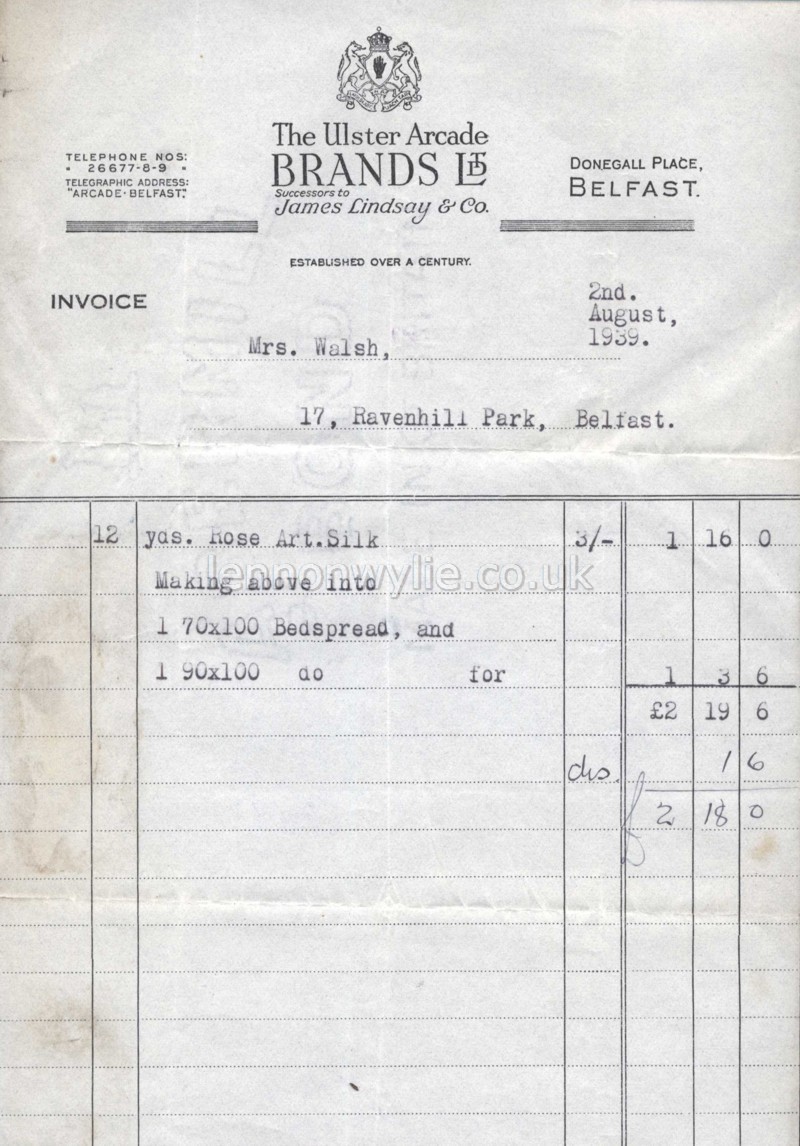 The Ulster Arcade
BRANDS LTD
Successors to
James Lindsay & Co.
TELEPHONE NOS:
• 26677-8-9 •
TELEGRAPHIC ADDRESS:
"ARCADE·BELFAST."
DONEGALL PLACE,
BELFAST.
ESTABLISHED OVER A CENTURY.
INVOICE
2nd.
August,
1939.
Mrs. Walsh,
17, Ravenhill Park, Belfast.
12 yds. Rose Art.Silk 3/- 1 16 0
lennonwylie.co.uk
Making above into
1 70x100 Bedspread, and
1 90x100 do for 1 3 6
£2 19 6
dis. 1 6
£ 2 18 0